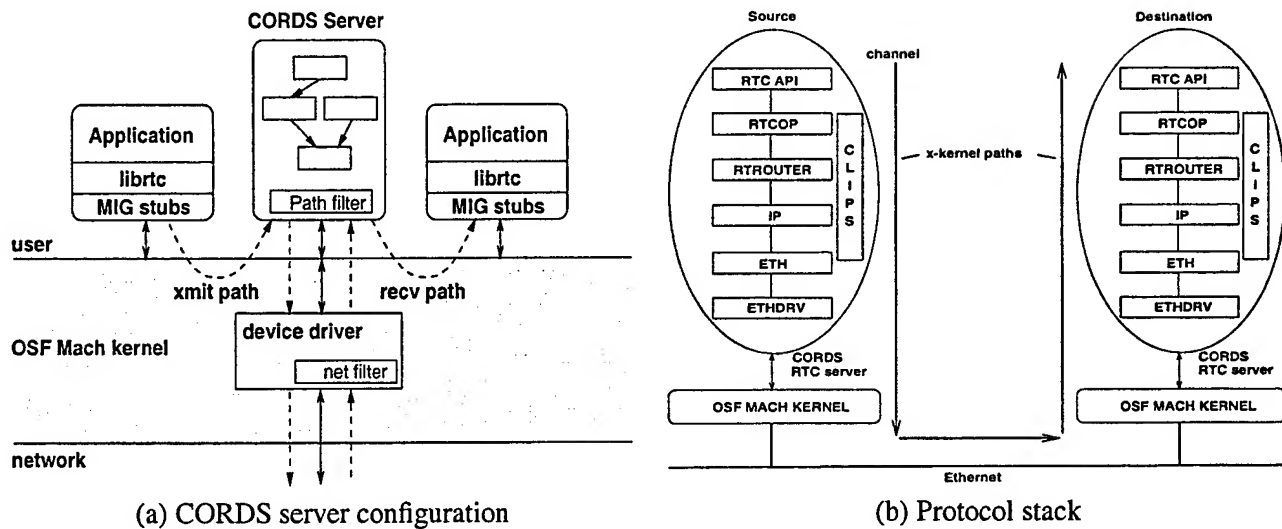 CORDS Server
Application
librtc
MIG stubs
Path filter
Application
librtc
MIG stubs
user
xmit path
recv path
OSF Mach kernel
device driver
net filter
network
(a) CORDS server configuration
Source
Destination
channel
RTC API
RTCOP
RTROUTER
IP
ETH
ETHDRV
CLIPS
x-kernel paths
RTC API
RTCOP
RTROUTER
IP
ETH
ETHDRV
CLIPS
CORDS
RTC server
CORDS
RTC server
OSF MACH KERNEL
OSF MACH KERNEL
Ethernet
(b) Protocol stack